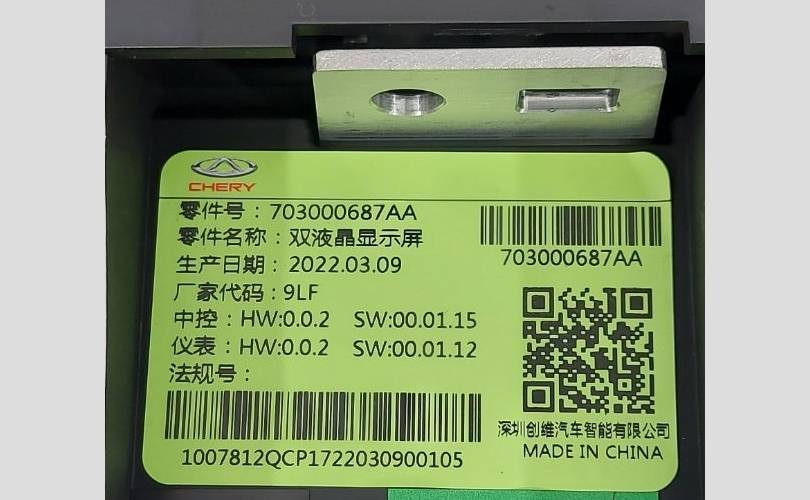 CHERY
零件号：703000687AA
零件名称：双液晶显示屏
生产日期：2022.03.09
厂家代码：9LF
中控：HW:0.0.2 SW:00.01.15
仪表：HW:0.0.2 SW:00.01.12
法规号：
1007812QCP1722030900105
703000687AA
深圳创维汽车智能有限公司
MADE IN CHINA